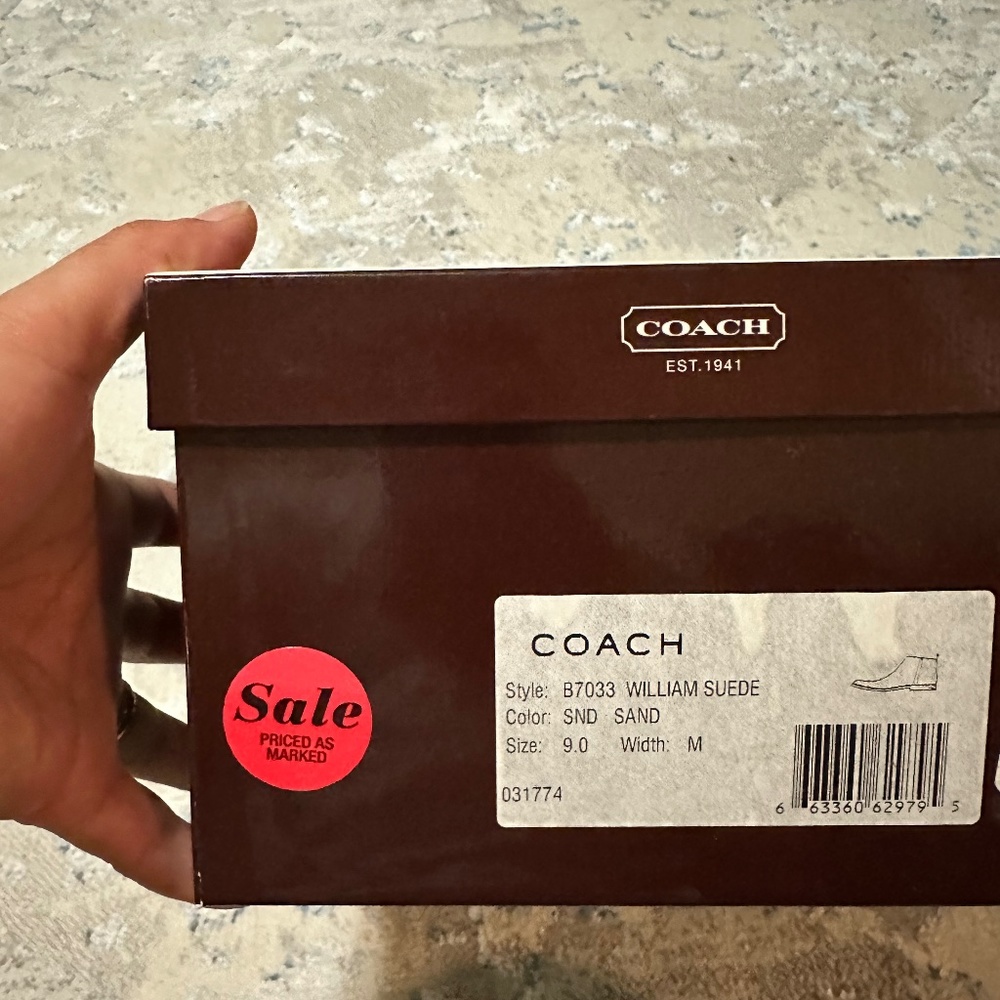 COACH
EST.1941
COACH
Style: B7033 WILLIAM SUEDE
Color: SND SAND
Size: 9.0 Width: M
031774
6 63360 62979 5
Sale
PRICED AS
MARKED